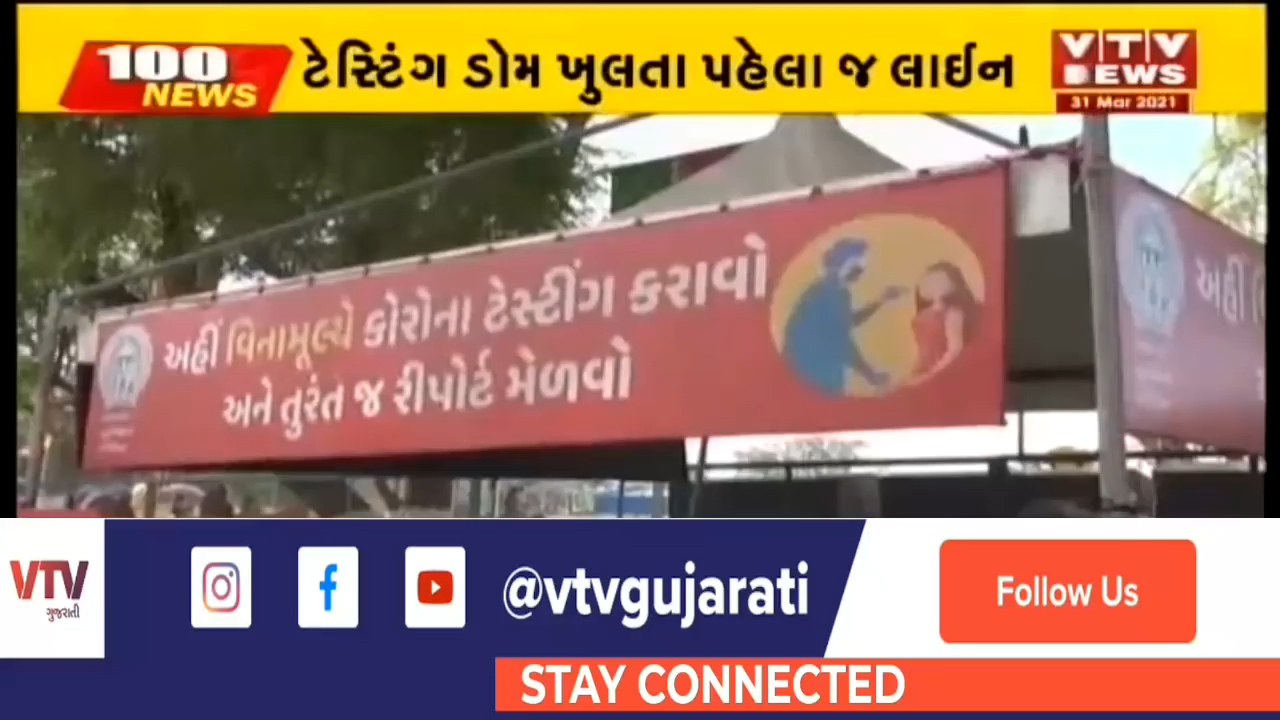 100
NEWS
ટેસ્ટિંગ ડોમ ખુલતા પહેલા જ લાઈન
VTV
NEWS
31 Mar 2021
અહીં વિનામૂલ્યે કોરોના ટેસ્ટીંગ કરાવો
અને તુરંત જ રીપોર્ટ મેળવો
અહીં
VTV
ગુજરાતી
@vtvgujarati
Follow Us
STAY CONNECTED